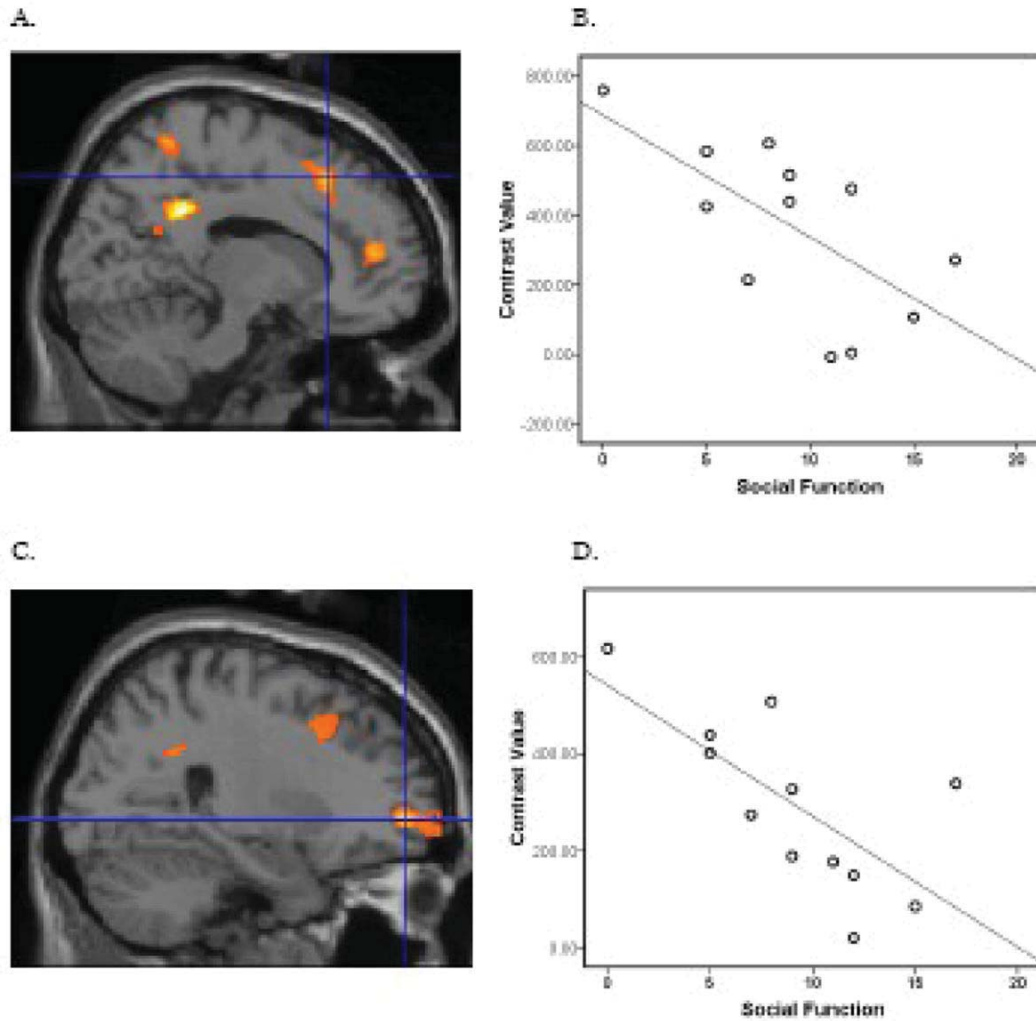 A.
B.
800.00
600.00
400.00
200.00
0.00
-200.00
Contrast Value
0 5 10 15 20
Social Function
C.
D.
600.00
400.00
200.00
0.00
Contrast Value
0 5 10 15 20
Social Function